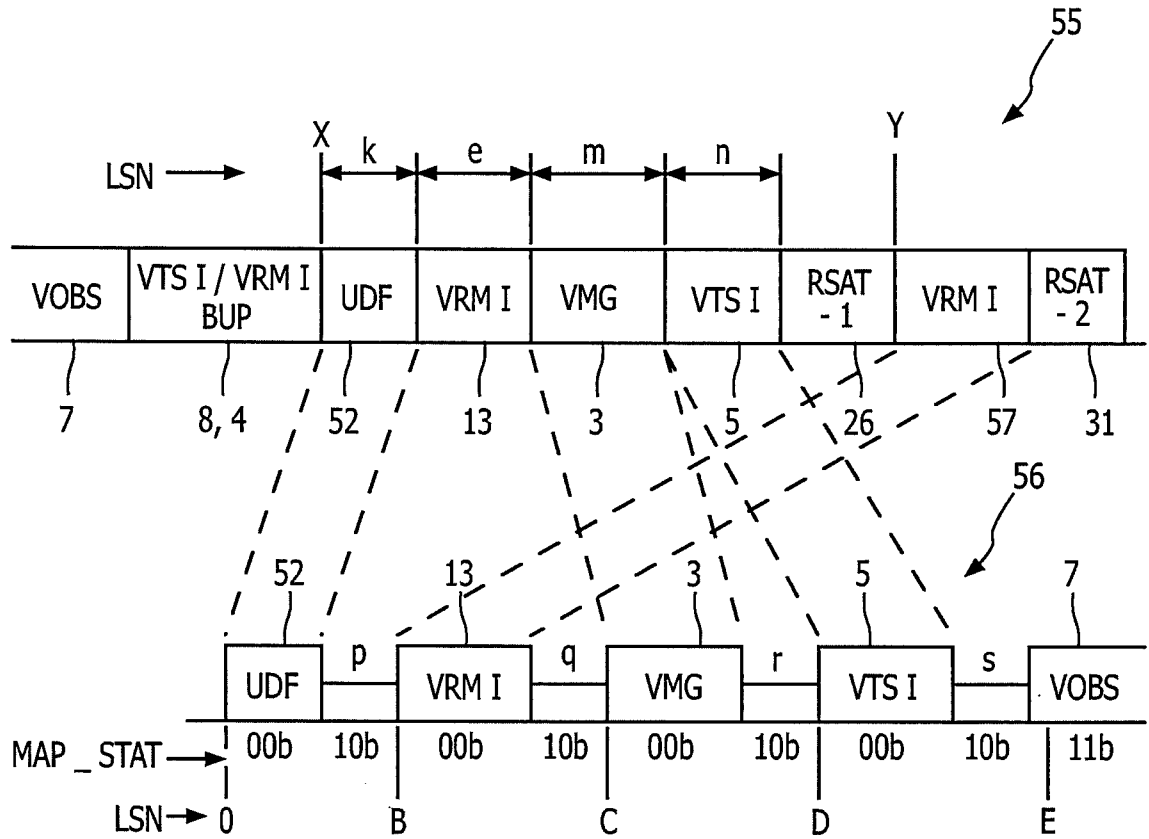 55
X k e m n Y
LSN
VOBS VTS I / VRM I BUP UDF VRM I VMG VTS I RSAT - 1 VRM I RSAT - 2
7 8, 4 52 13 3 5 26 57 31
56
52 13 3 5 7
p q r s
UDF VRM I VMG VTS I VOBS
MAP _ STAT 00b 10b 00b 10b 00b 10b 00b 10b 11b
LSN 0 B C D E